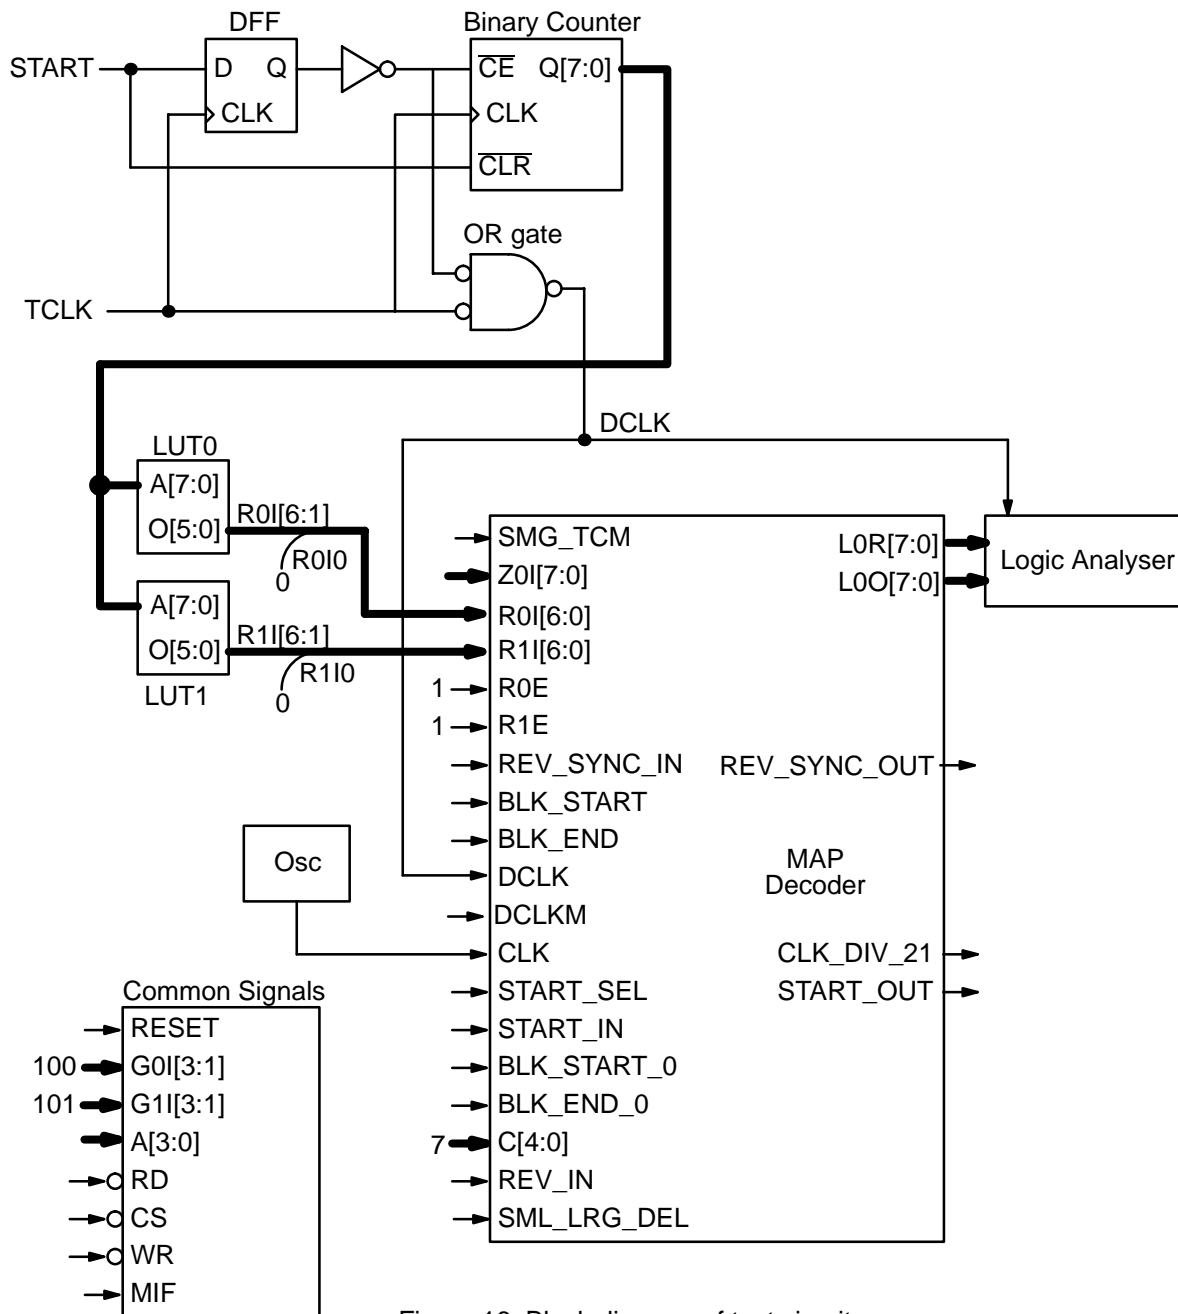 DFF
Binary Counter
START
D Q
CLK
CE Q[7:0]
CLK
CLR
OR gate
TCLK
DCLK
LUT0
A[7:0]
O[5:0]
R0I[6:1]
R0I0
0
A[7:0]
O[5:0]
R1I[6:1]
R1I0
0
LUT1
SMG_TCM
Z0I[7:0]
R0I[6:0]
R1I[6:0]
1 R0E
1 R1E
REV_SYNC_IN
BLK_START
BLK_END
DCLK
DCLKM
CLK
START_SEL
START_IN
BLK_START_0
BLK_END_0
7 C[4:0]
REV_IN
SML_LRG_DEL
L0R[7:0]
L0O[7:0]
REV_SYNC_OUT
MAP
Decoder
CLK_DIV_21
START_OUT
Logic Analyser
Osc
Common Signals
RESET
100 G0I[3:1]
101 G1I[3:1]
A[3:0]
RD
CS
WR
MIF